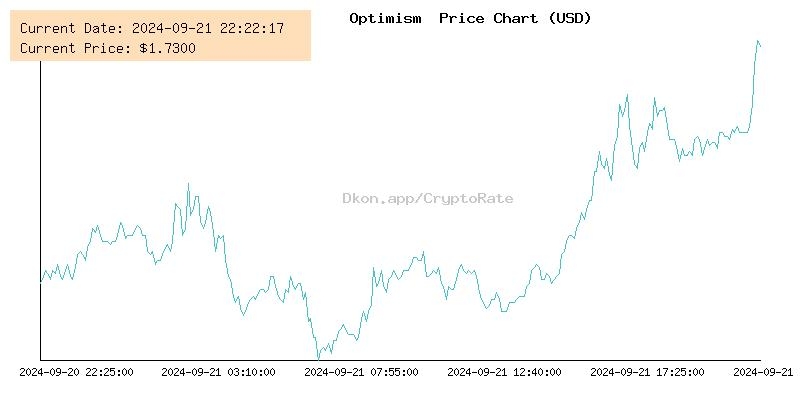 Optimism  Price Chart (USD)
Current Date: 2024-09-21 22:22:17
Current Price: $1.7300
Dkon.app/CryptoRate
2024-09-20 22:25:00 2024-09-21 03:10:00 2024-09-21 07:55:00 2024-09-21 12:40:00 2024-09-21 17:25:00 2024-09-21